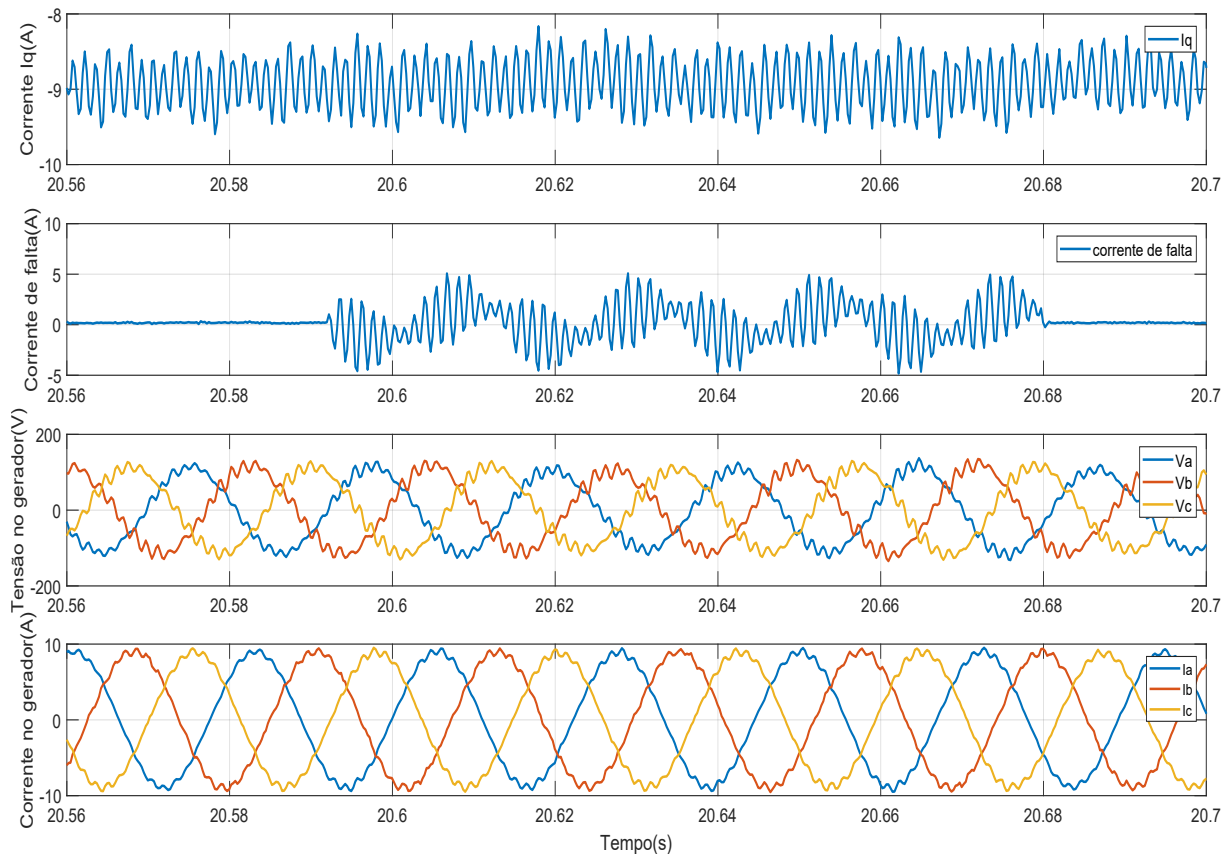 Corrente Iq(A)
-8
-9
-10
Iq
20.56 20.58 20.6 20.62 20.64 20.66 20.68 20.7
Corrente de falta(A)
10
5
0
-5
corrente de falta
20.56 20.58 20.6 20.62 20.64 20.66 20.68 20.7
Tensão no gerador(V)
200
0
-200
Va
Vb
Vc
20.56 20.58 20.6 20.62 20.64 20.66 20.68 20.7
Corrente no gerador(A)
10
0
-10
Ia
Ib
Ic
20.56 20.58 20.6 20.62 20.64 20.66 20.68 20.7
Tempo(s)